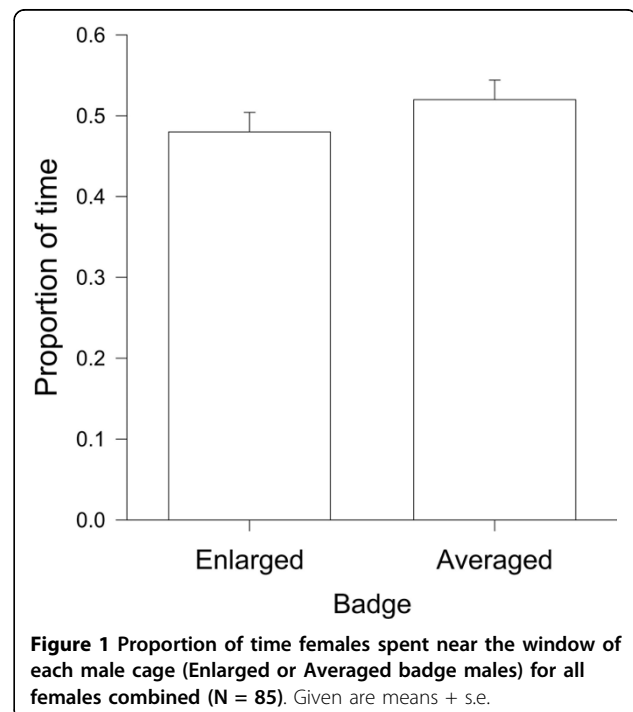 0.6
0.5
0.4
0.3
0.2
0.1
0.0
Proportion of time
Enlarged Averaged
Badge
Figure 1 Proportion of time females spent near the window of
each male cage (Enlarged or Averaged badge males) for all
females combined (N = 85). Given are means + s.e.